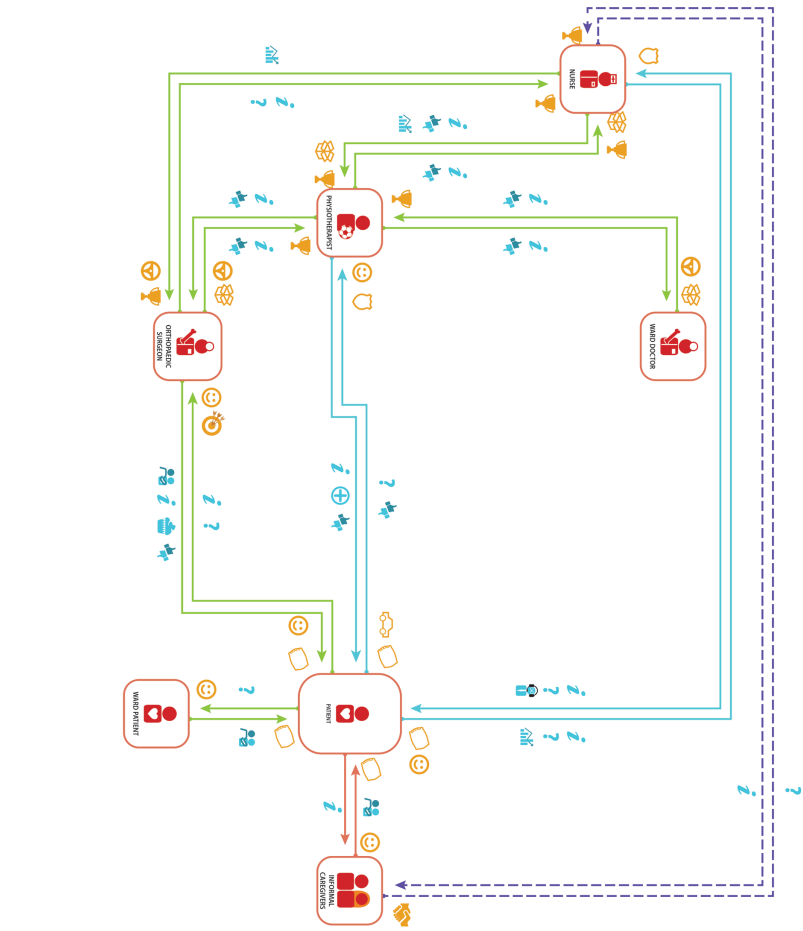 NURSE
PHYSIOTHERAPIST
ORTHOPAEDIC
SURGEON
WARD DOCTOR
PATIENT
WARD PATIENT
INFORMAL
CAREGIVERS